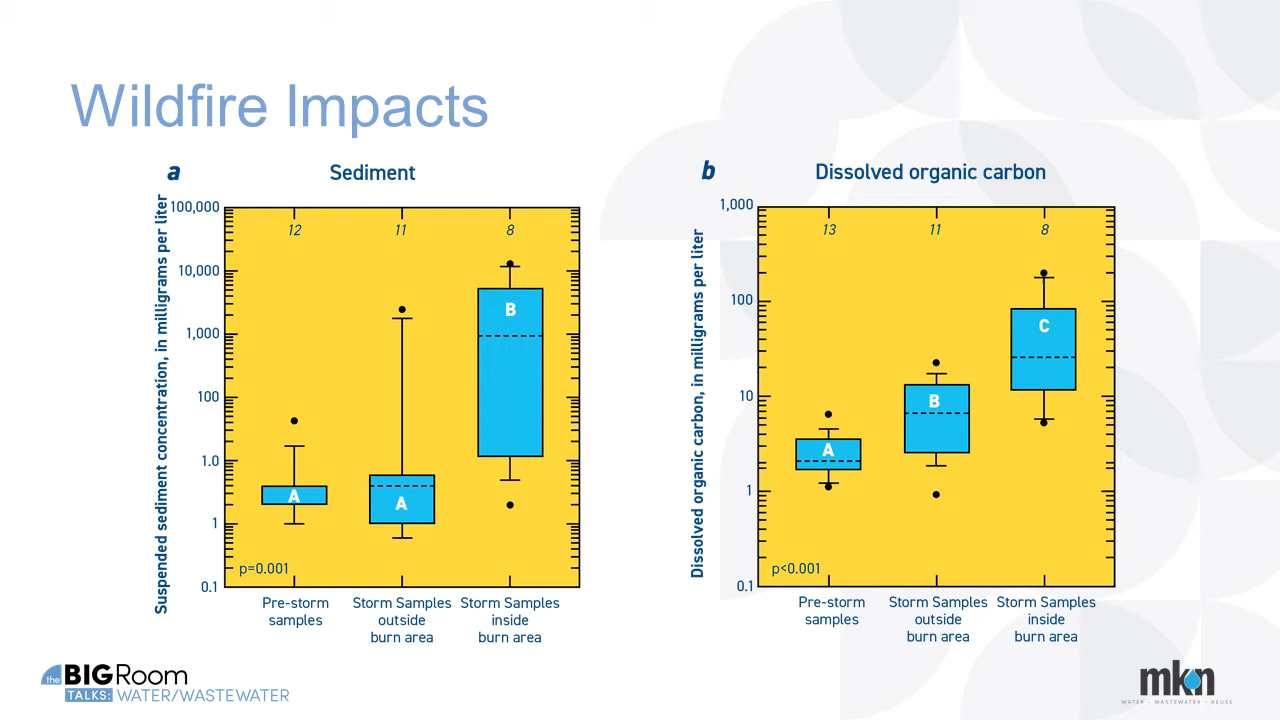 Wildfire Impacts
a
Sediment
Suspended sediment concentration, in milligrams per liter
100,000
10,000
1,000
100
1.0
1
0.1
12
11
8
A
A
B
p=0.001
Pre-storm
samples
Storm Samples
outside
burn area
Storm Samples
inside
burn area
b
Dissolved organic carbon
Dissolved organic carbon, in milligrams per liter
1,000
100
10
1
0.1
13
11
8
A
B
C
p<0.001
Pre-storm
samples
Storm Samples
outside
burn area
Storm Samples
inside
burn area
the BIGRoom
TALKS: WATER/WASTEWATER
mkn
WATER - WASTEWATER - REUSE